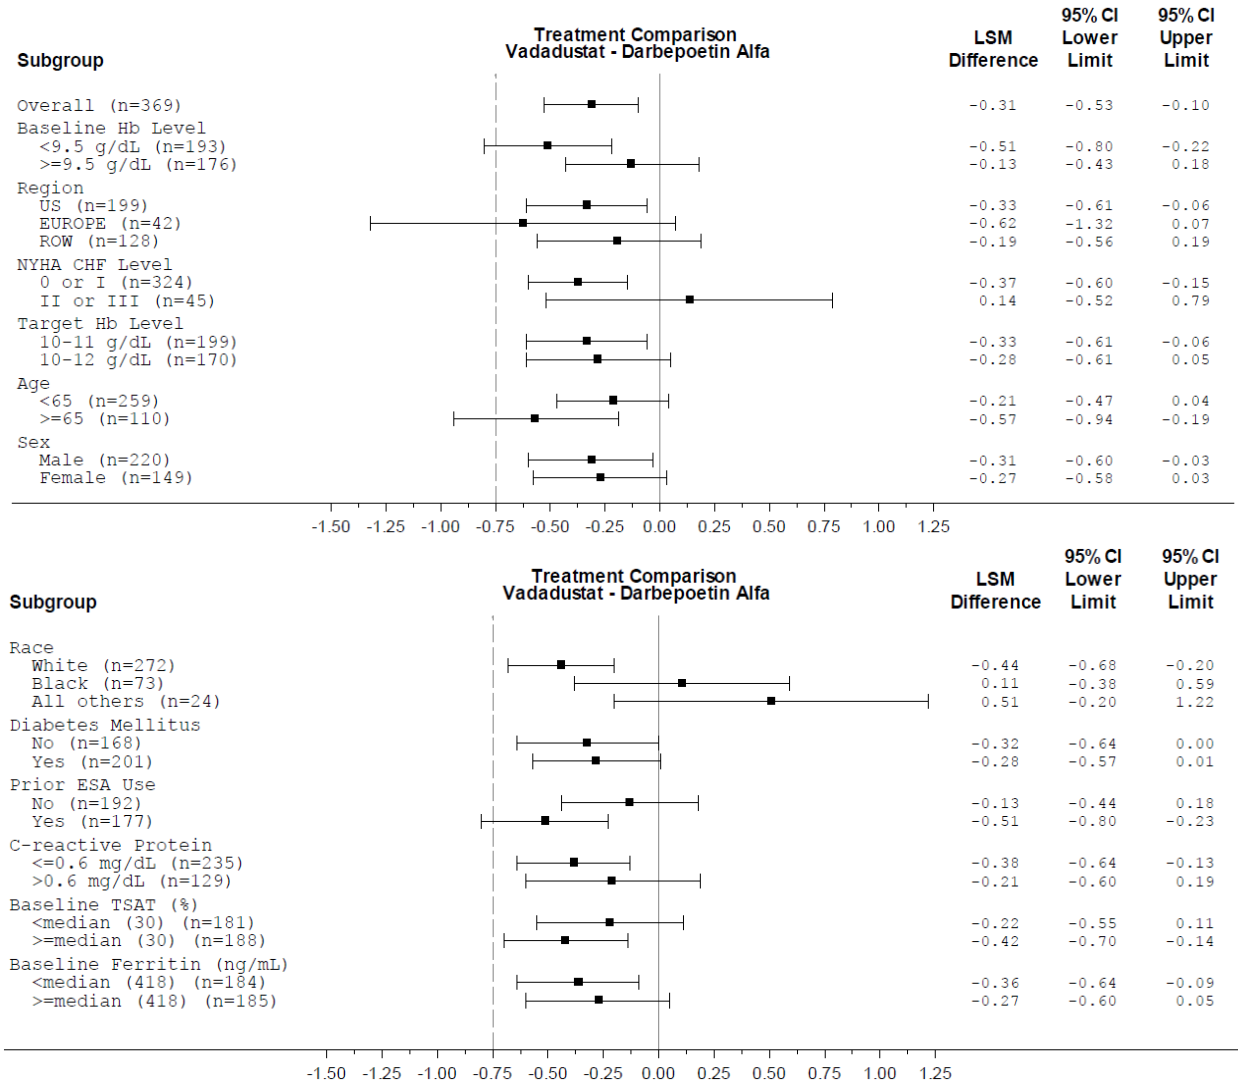 Subgroup
Treatment Comparison
Vadadustat - Darbepoetin Alfa
LSM
Difference
95% CI
Lower
Limit
95% CI
Upper
Limit
Overall (n=369) -0.31 -0.53 -0.10
Baseline Hb Level
<9.5 g/dL (n=193) -0.51 -0.80 -0.22
>=9.5 g/dL (n=176) -0.13 -0.43 0.18
Region
US (n=199) -0.33 -0.61 -0.06
EUROPE (n=42) -0.62 -1.32 0.07
ROW (n=128) -0.19 -0.56 0.19
NYHA CHF Level
0 or I (n=324) -0.37 -0.60 -0.15
II or III (n=45) 0.14 -0.52 0.79
Target Hb Level
10-11 g/dL (n=199) -0.33 -0.61 -0.06
10-12 g/dL (n=170) -0.28 -0.61 0.05
Age
<65 (n=259) -0.21 -0.47 0.04
>=65 (n=110) -0.57 -0.94 -0.19
Sex
Male (n=220) -0.31 -0.60 -0.03
Female (n=149) -0.27 -0.58 0.03
-1.50 -1.25 -1.00 -0.75 -0.50 -0.25 0.00 0.25 0.50 0.75 1.00 1.25
Subgroup
Treatment Comparison
Vadadustat - Darbepoetin Alfa
LSM
Difference
95% CI
Lower
Limit
95% CI
Upper
Limit
Race
White (n=272) -0.44 -0.68 -0.20
Black (n=73) 0.11 -0.38 0.59
All others (n=24) 0.51 -0.20 1.22
Diabetes Mellitus
No (n=168) -0.32 -0.64 0.00
Yes (n=201) -0.28 -0.57 0.01
Prior ESA Use
No (n=192) -0.13 -0.44 0.18
Yes (n=177) -0.51 -0.80 -0.23
C-reactive Protein
<=0.6 mg/dL (n=235) -0.38 -0.64 -0.13
>0.6 mg/dL (n=129) -0.21 -0.60 0.19
Baseline TSAT (%)
<median (30) (n=181) -0.22 -0.55 0.11
>=median (30) (n=188) -0.42 -0.70 -0.14
Baseline Ferritin (ng/mL)
<median (418) (n=184) -0.36 -0.64 -0.09
>=median (418) (n=185) -0.27 -0.60 0.05
-1.50 -1.25 -1.00 -0.75 -0.50 -0.25 0.00 0.25 0.50 0.75 1.00 1.25